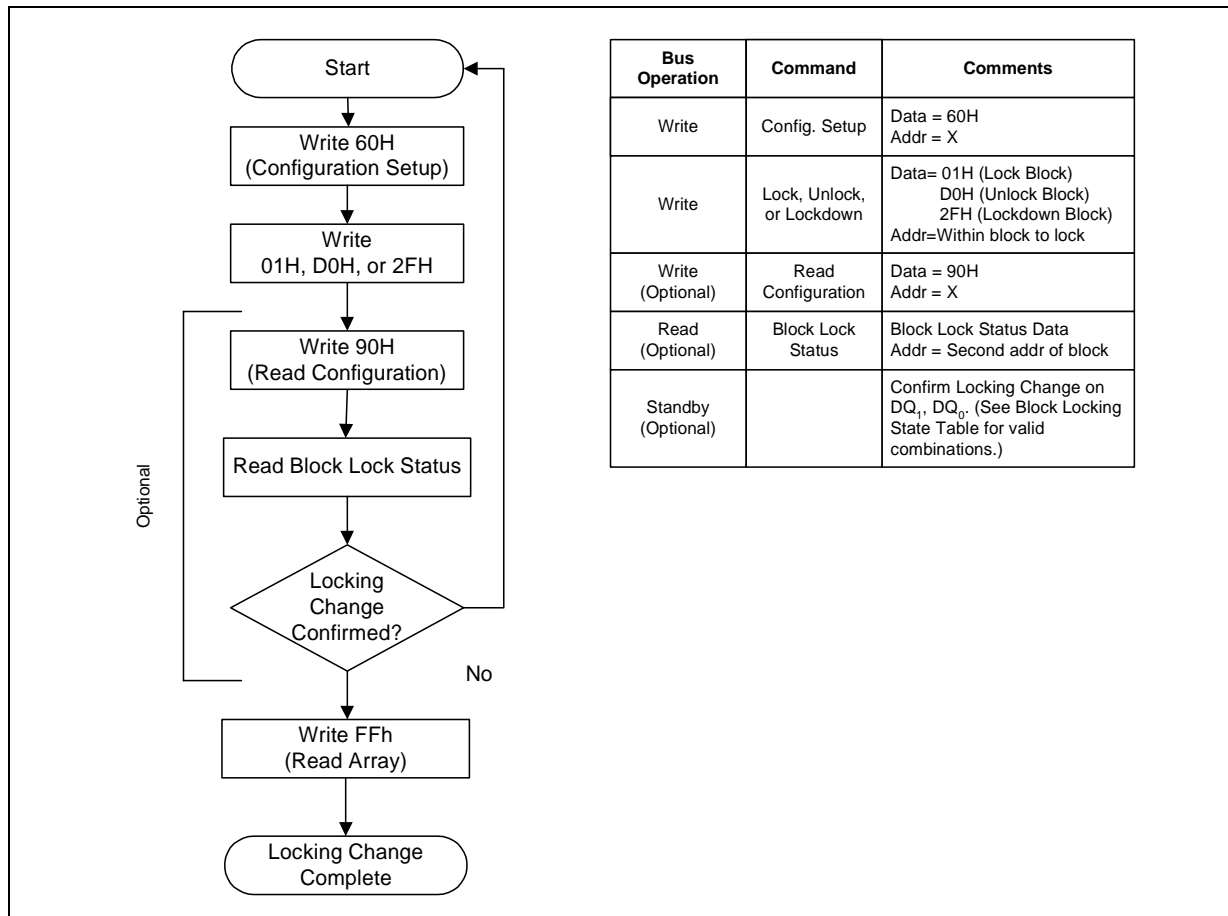 Start
Write 60H
(Configuration Setup)
Write
01H, D0H, or 2FH
Optional
Write 90H
(Read Configuration)
Read Block Lock Status
Locking
Change
Confirmed?
No
Write FFh
(Read Array)
Locking Change
Complete
Bus
Operation
Command
Comments
Write
Config. Setup
Data = 60H
Addr = X
Write
Lock, Unlock,
or Lockdown
Data= 01H (Lock Block)
D0H (Unlock Block)
2FH (Lockdown Block)
Addr=Within block to lock
Write
(Optional)
Read
Configuration
Data = 90H
Addr = X
Read
(Optional)
Block Lock
Status
Block Lock Status Data
Addr = Second addr of block
Standby
(Optional)
Confirm Locking Change on
DQ₁, DQ₀. (See Block Locking
State Table for valid
combinations.)